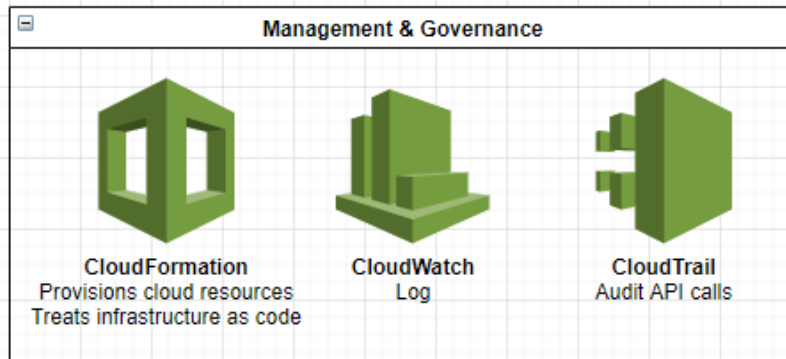 Management & Governance
CloudFormation
Provisions cloud resources
Treats infrastructure as code
CloudWatch
Log
CloudTrail
Audit API calls